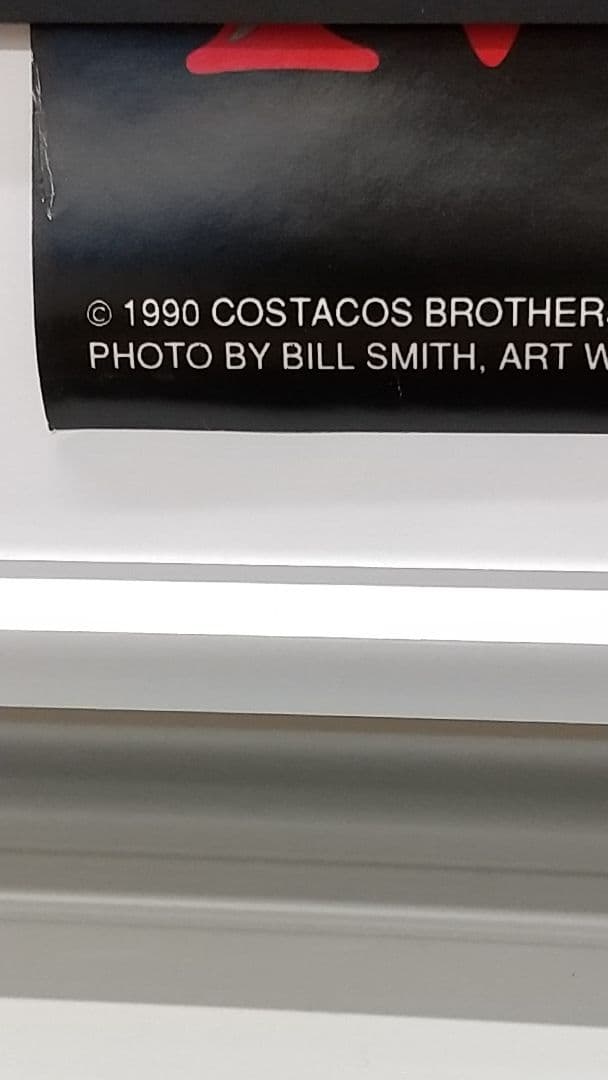 © 1990 COSTACOS BROTHER
PHOTO BY BILL SMITH, ART W